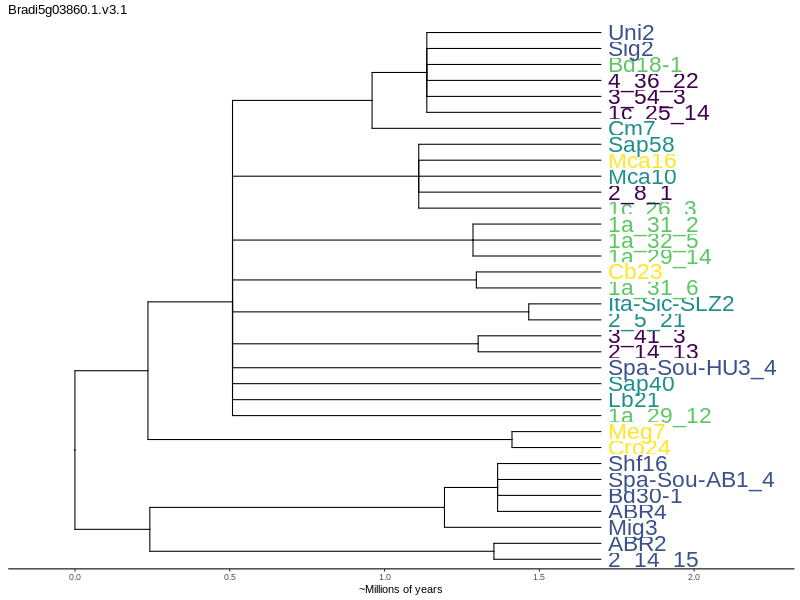 Bradi5g03860.1.v3.1
Uni2
Sig2
Bd18-1
4_36_22
3_54_3
1c_25_14
Cm7
Sap58
Mca16
Mca10
2_8_1
1c_26_3
1a_31_2
1a_32_5
1a_29_14
Cb23
1a_31_6
Ita-Sic-SLZ2
2_5_21
3_41_3
2_14_13
Spa-Sou-HU3_4
Sap40
Lb21
1a_29_12
Meg7
Cro24
Shf16
Spa-Sou-AB1_4
Bd30-1
ABR4
Mig3
ABR2
2_14_15
0.0 0.5 1.0 1.5 2.0
~Millions of years